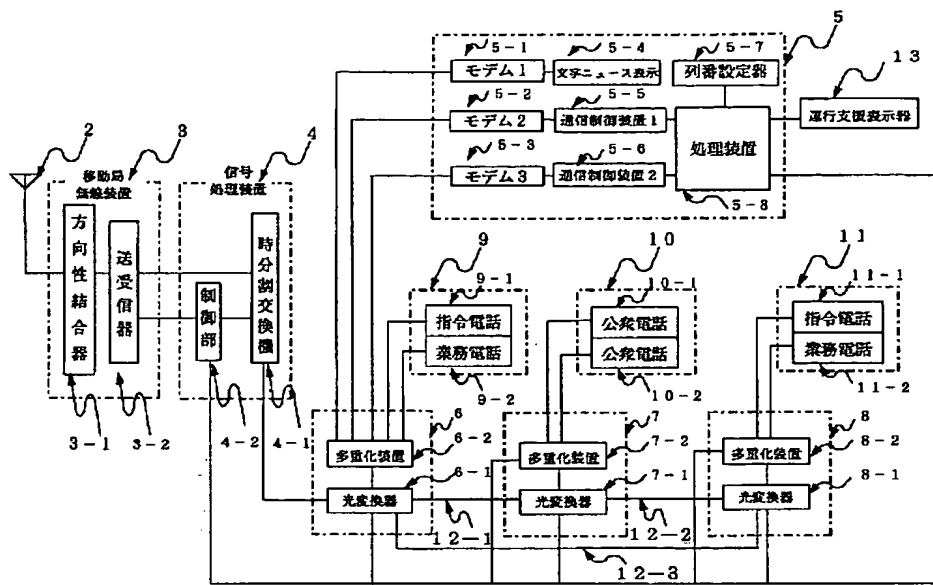 5
5-1
5-4
5-7
13
モデム1
文字ニュース表示
列番設定器
5-2
5-5
モデム2
通信制御装置1
運行支援表示器
処理装置
5-3
5-6
モデム3
通信制御装置2
5-8
2
3
4
移動局
無線装置
信号
処理装置
方向性結合器
送受信器
制御部
時分割交換機
3-1
3-2
4-2
4-1
9
9-1
指令電話
業務電話
9-2
10
10-1
公衆電話
公衆電話
10-2
11
11-1
指令電話
業務電話
11-2
6
6-2
多重化装置
6-1
光変換器
7
7-2
多重化装置
7-1
光変換器
8
8-2
多重化装置
8-1
光変換器
12-1
12-2
12-3